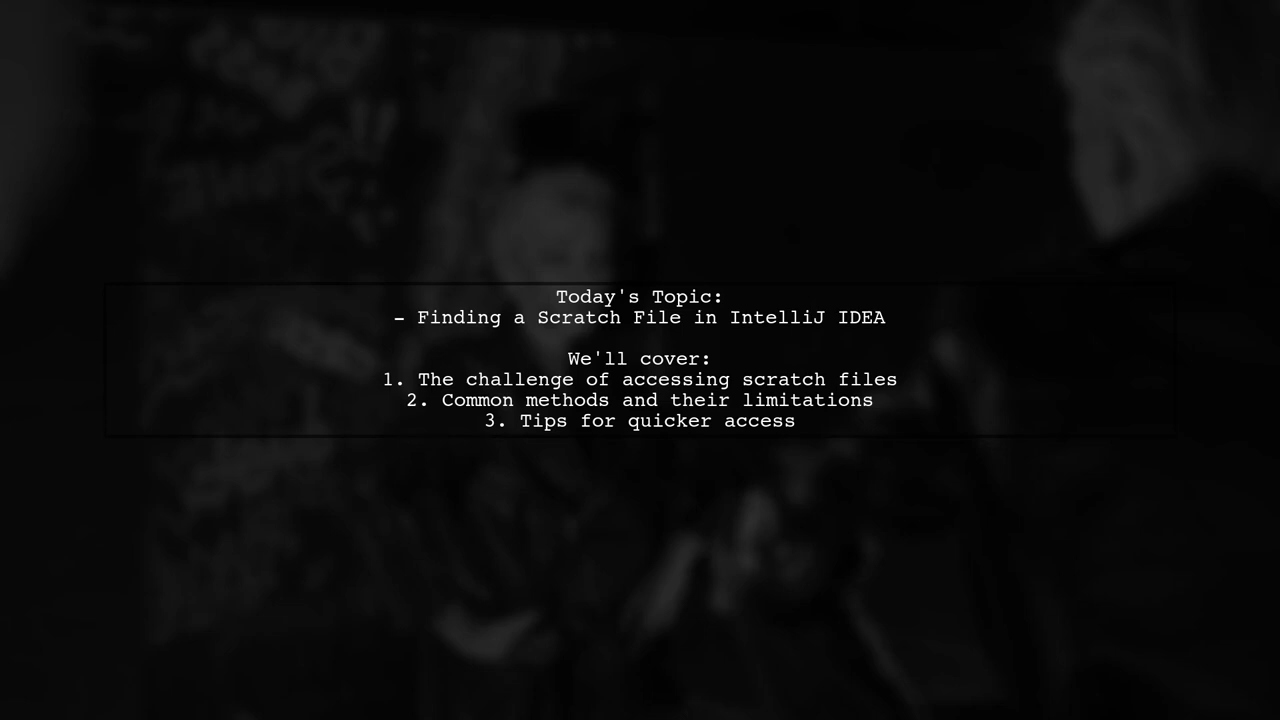 Today's Topic:
– Finding a Scratch File in IntelliJ IDEA
We'll cover:
1. The challenge of accessing scratch files
2. Common methods and their limitations
3. Tips for quicker access